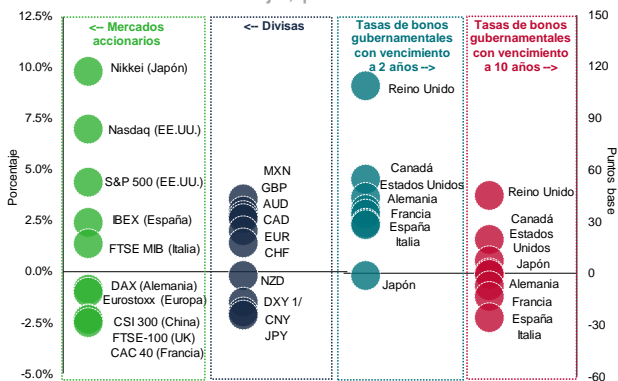 12.5%
10.0%
7.5%
5.0%
2.5%
0.0%
-2.5%
-5.0%
Porcentaje
<-- Mercados
accionarios
Nikkei (Japón)
Nasdaq (EE.UU.)
S&P 500 (EE.UU.)
IBEX (España)
FTSE MIB (Italia)
DAX (Alemania)
Eurostoxx (Europa)
CSI 300 (China)
FTSE-100 (UK)
CAC 40 (Francia)
<-- Divisas
MXN
GBP
AUD
CAD
EUR
CHF
NZD
DXY 1/
CNY
JPY
Tasas de bonos
gubernamentales
con vencimiento
a 2 años -->
Reino Unido
Canadá
Estados Unidos
Alemania
Francia
España
Italia
Japón
Tasas de bonos
gubernamentales
con vencimiento
a 10 años -->
Reino Unido
Canadá
Estados
Unidos
Japón
Alemania
Francia
España
Italia
150
120
90
60
30
0
-30
-60
Puntos base